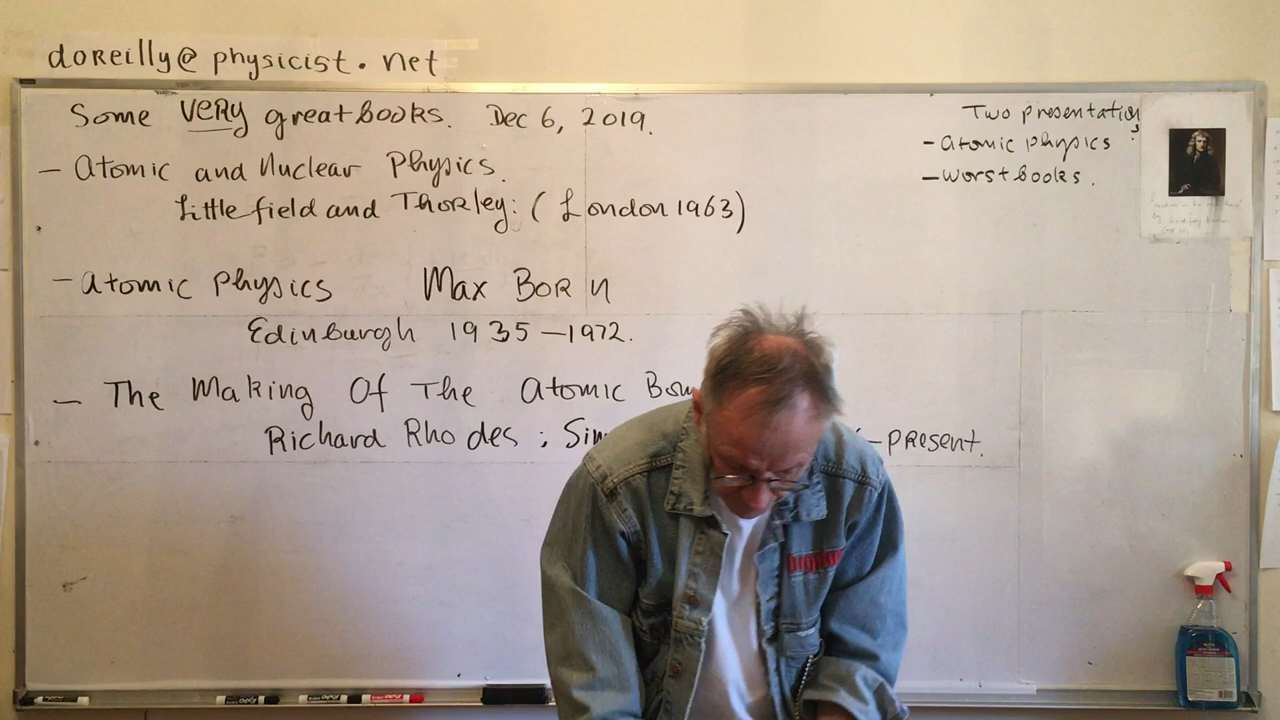 doreilly@physicist.net
Some very great books. Dec 6, 2019.
- Atomic and Nuclear Physics.
Littlefield and Thorley: (London 1963)
- Atomic Physics Max Born
Edinburgh 1935-1972.
- The Making Of The Atomic
Richard Rhodes ;
-present.
Two presentations
- Atomic physics
- Worst books.